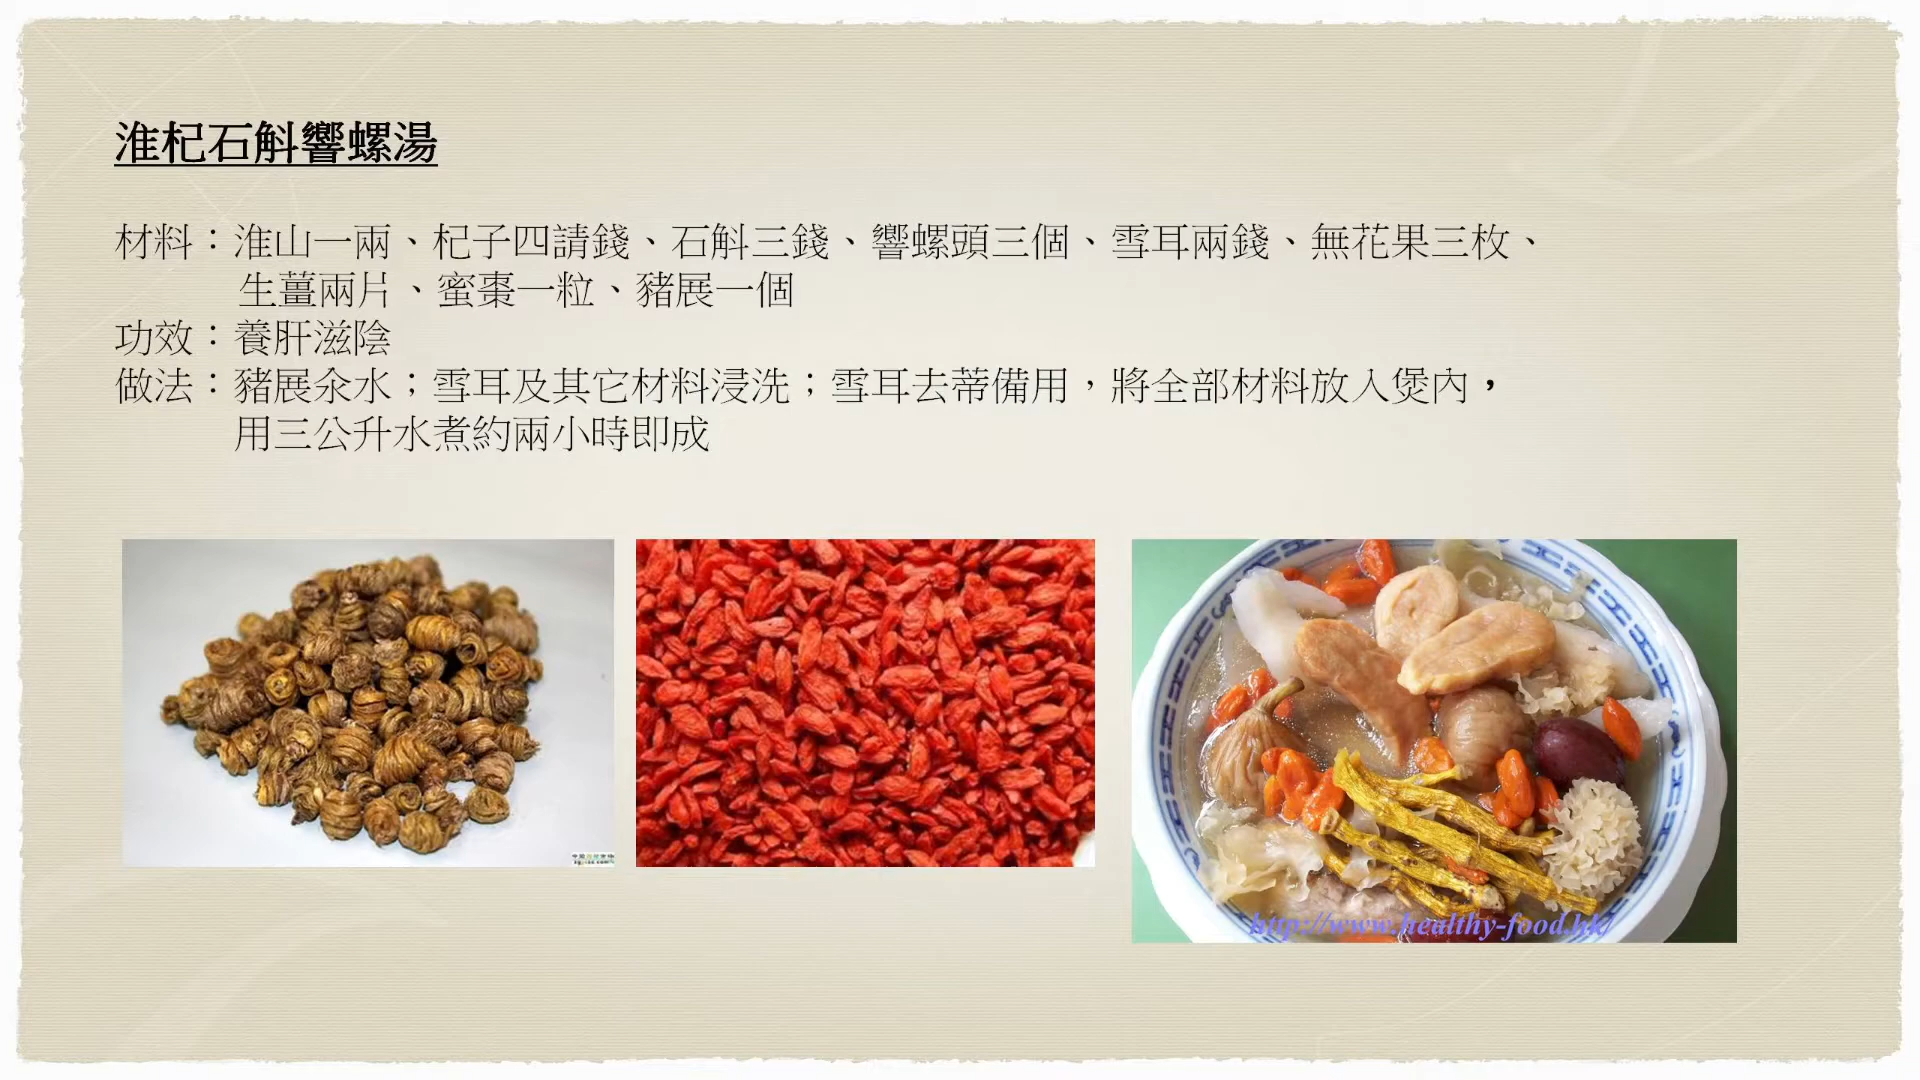 淮杞石斛響螺湯
材料：淮山一兩、杞子四請錢、石斛三錢、響螺頭三個、雪耳兩錢、無花果三枚、
生薑兩片、蜜棗一粒、豬展一個
功效：養肝滋陰
做法：豬展汆水；雪耳及其它材料浸洗；雪耳去蒂備用，將全部材料放入煲內，
用三公升水煮約兩小時即成
http://www.healthy-food.hk/